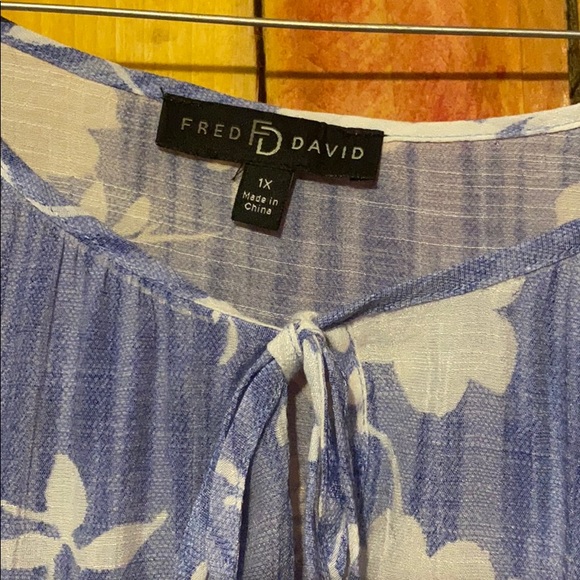 FRED FD DAVID
1X
Made in
China